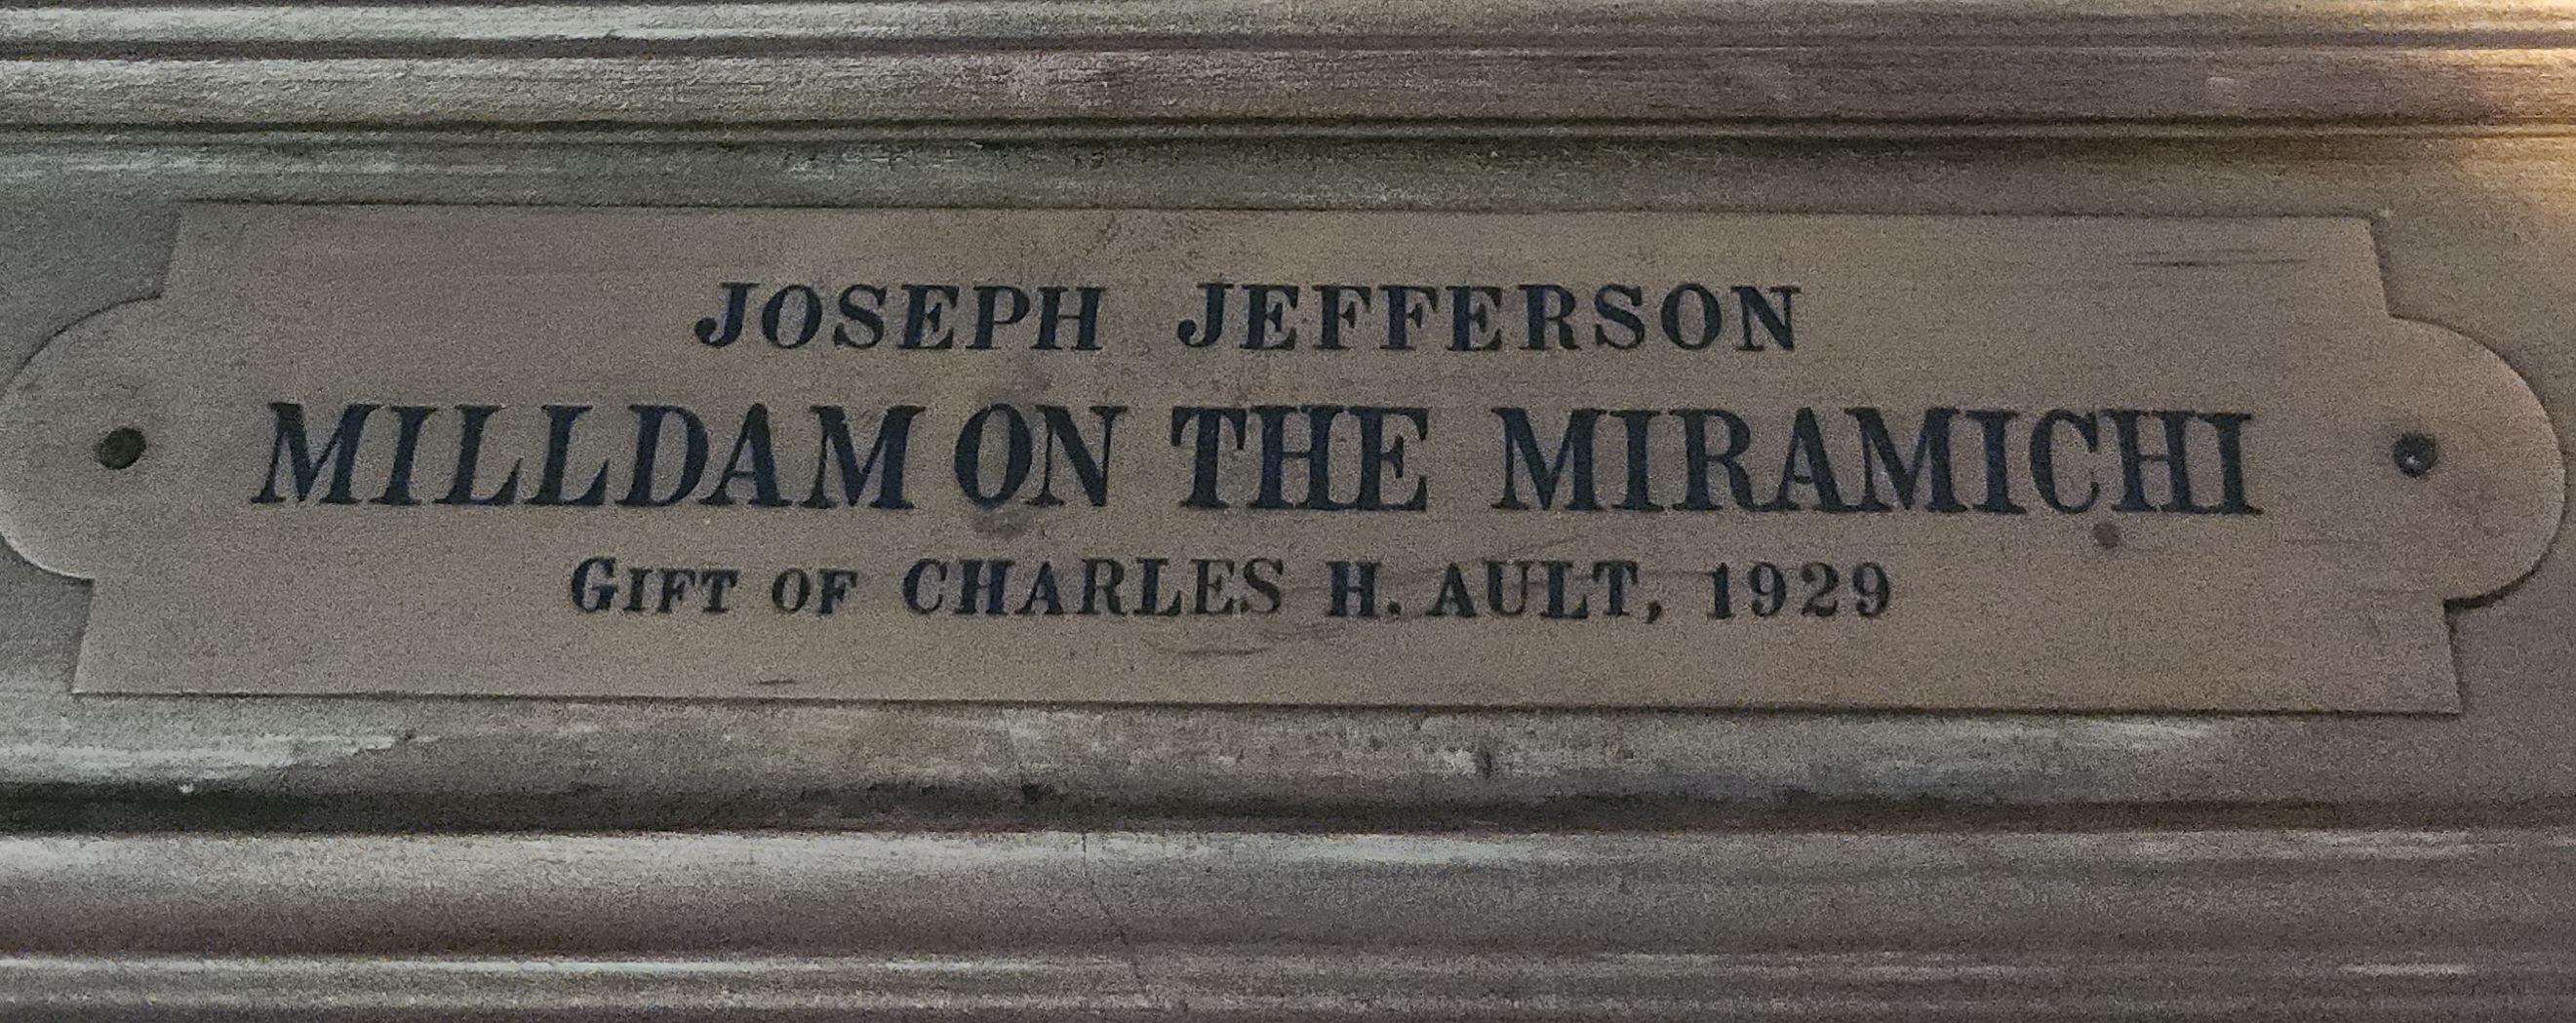 JOSEPH JEFFERSON
MILLDAM ON THE MIRAMICHI
GIFT OF CHARLES H. AULT, 1929